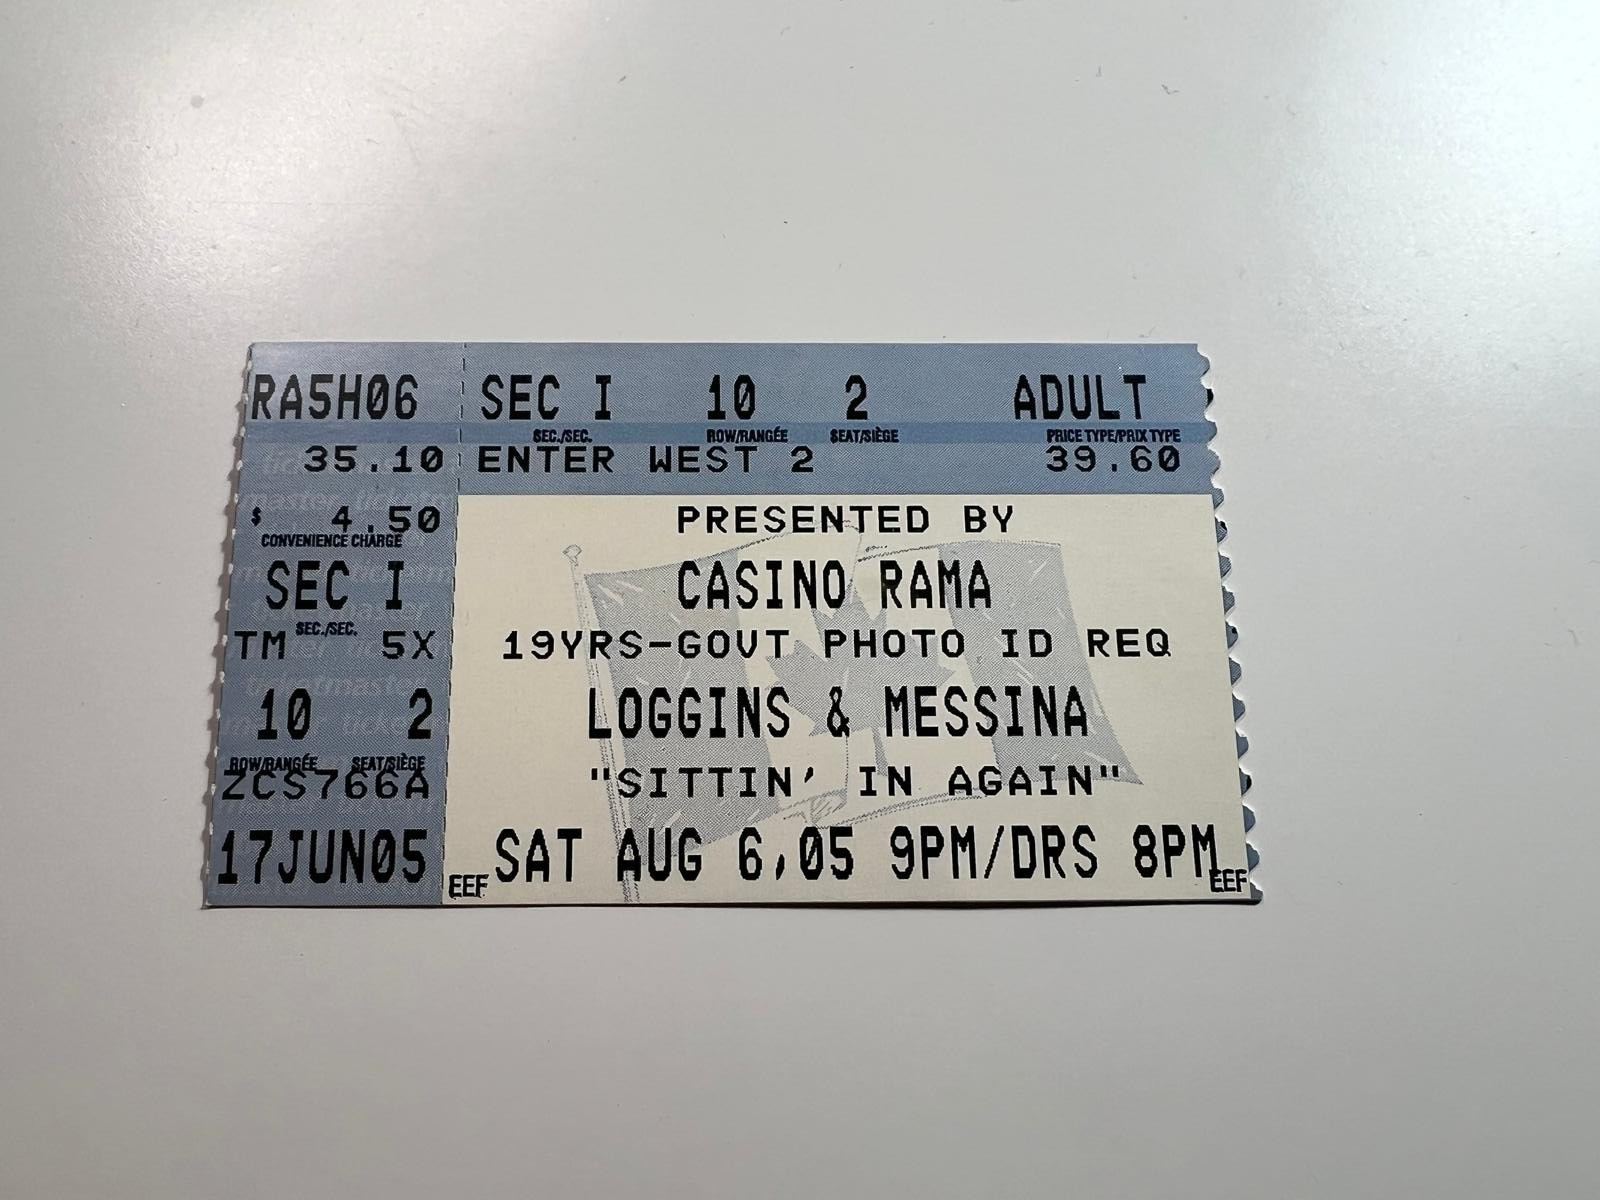 RA5H06 SEC I 10 2 ADULT
SEC./SEC. ROW/RANGÉE SEAT/SIÈGE PRICE TYPE/PRIX TYPE
35.10 ENTER WEST 2 39.60
$ 4.50
CONVENIENCE CHARGE
SEC I
SEC./SEC.
TM 5X
10 2
ROW/RANGÉE SEAT/SIÈGE
ZCS766A
17JUN05
PRESENTED BY
CASINO RAMA
19YRS-GOVT PHOTO ID REQ
LOGGINS & MESSINA
"SITTIN' IN AGAIN"
SAT AUG 6,05 9PM/DRS 8PM
EEF EEF
ticketmaster